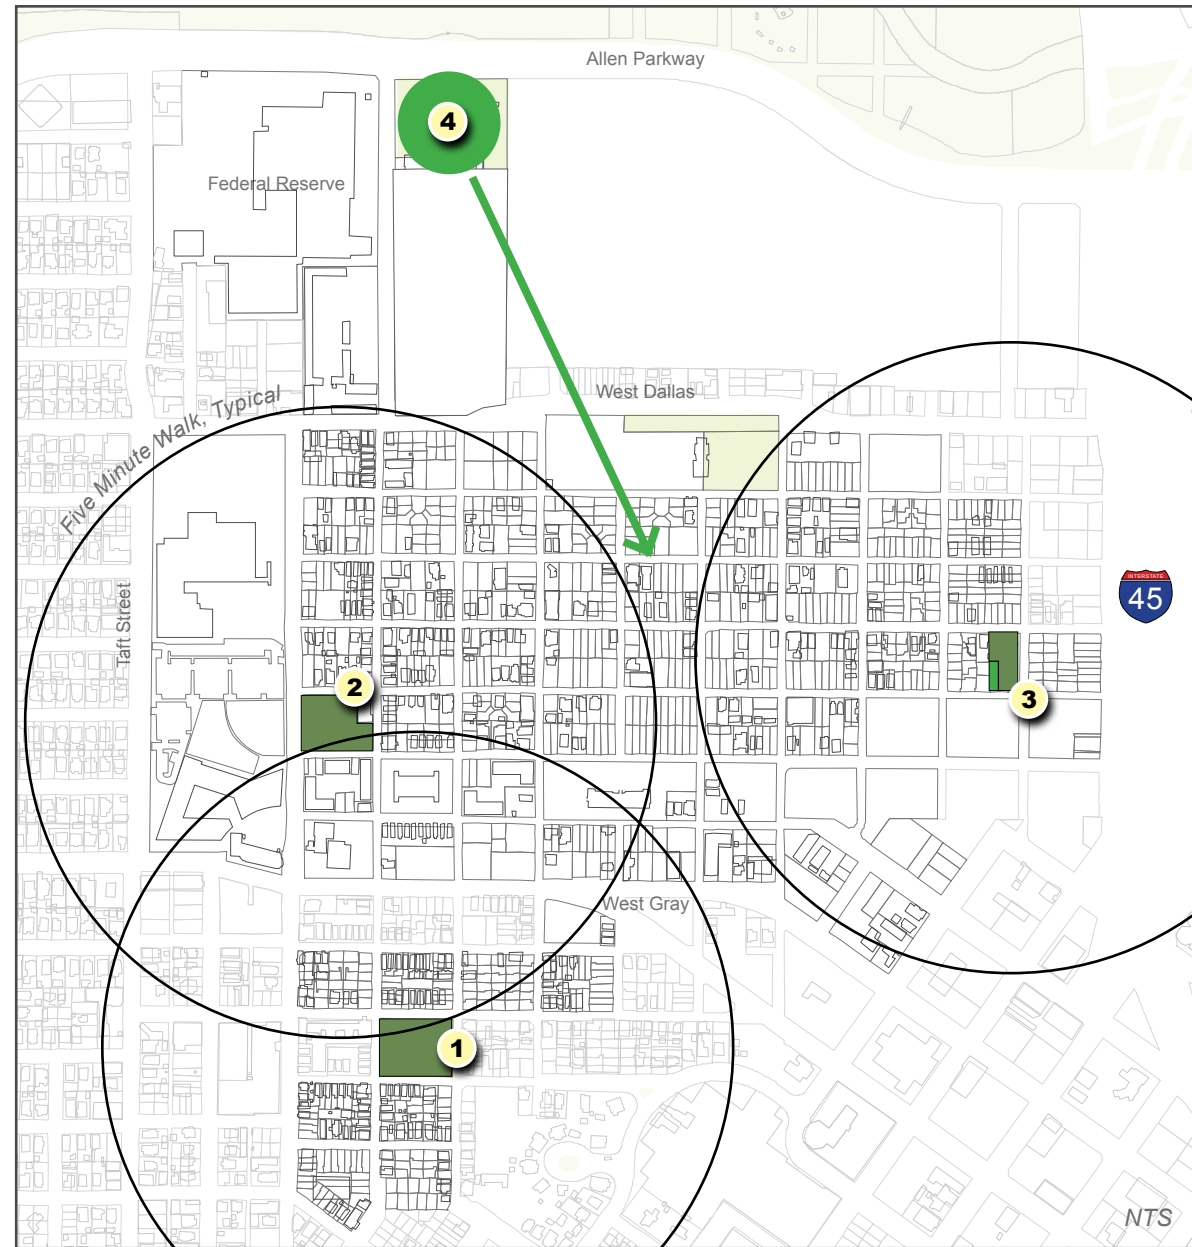 Allen Parkway
4
Federal Reserve
West Dallas
Five Minute Walk, Typical
Taft Street
INTERSTATE
45
2
3
West Gray
1
NTS